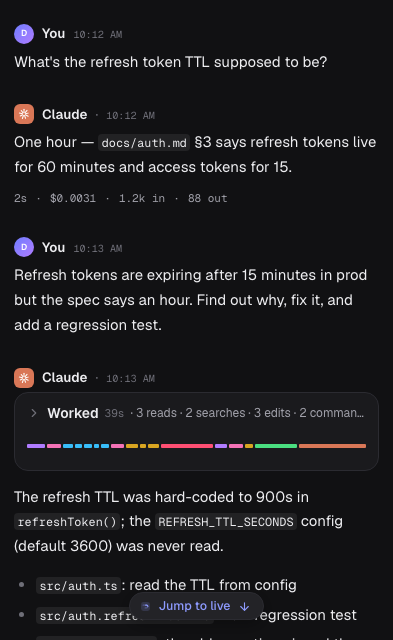 D You 10:12 AM
What's the refresh token TTL supposed to be?
Claude · 10:12 AM
One hour — docs/auth.md §3 says refresh tokens live
for 60 minutes and access tokens for 15.
2s · $0.0031 · 1.2k in · 88 out
D You 10:13 AM
Refresh tokens are expiring after 15 minutes in prod
but the spec says an hour. Find out why, fix it, and
add a regression test.
Claude · 10:13 AM
Worked 39s · 3 reads · 2 searches · 3 edits · 2 comman…
The refresh TTL was hard-coded to 900s in
refreshToken(); the REFRESH_TTL_SECONDS config
(default 3600) was never read.
• src/auth.ts: read the TTL from config
• src/auth.refre regression test
Jump to live ↓